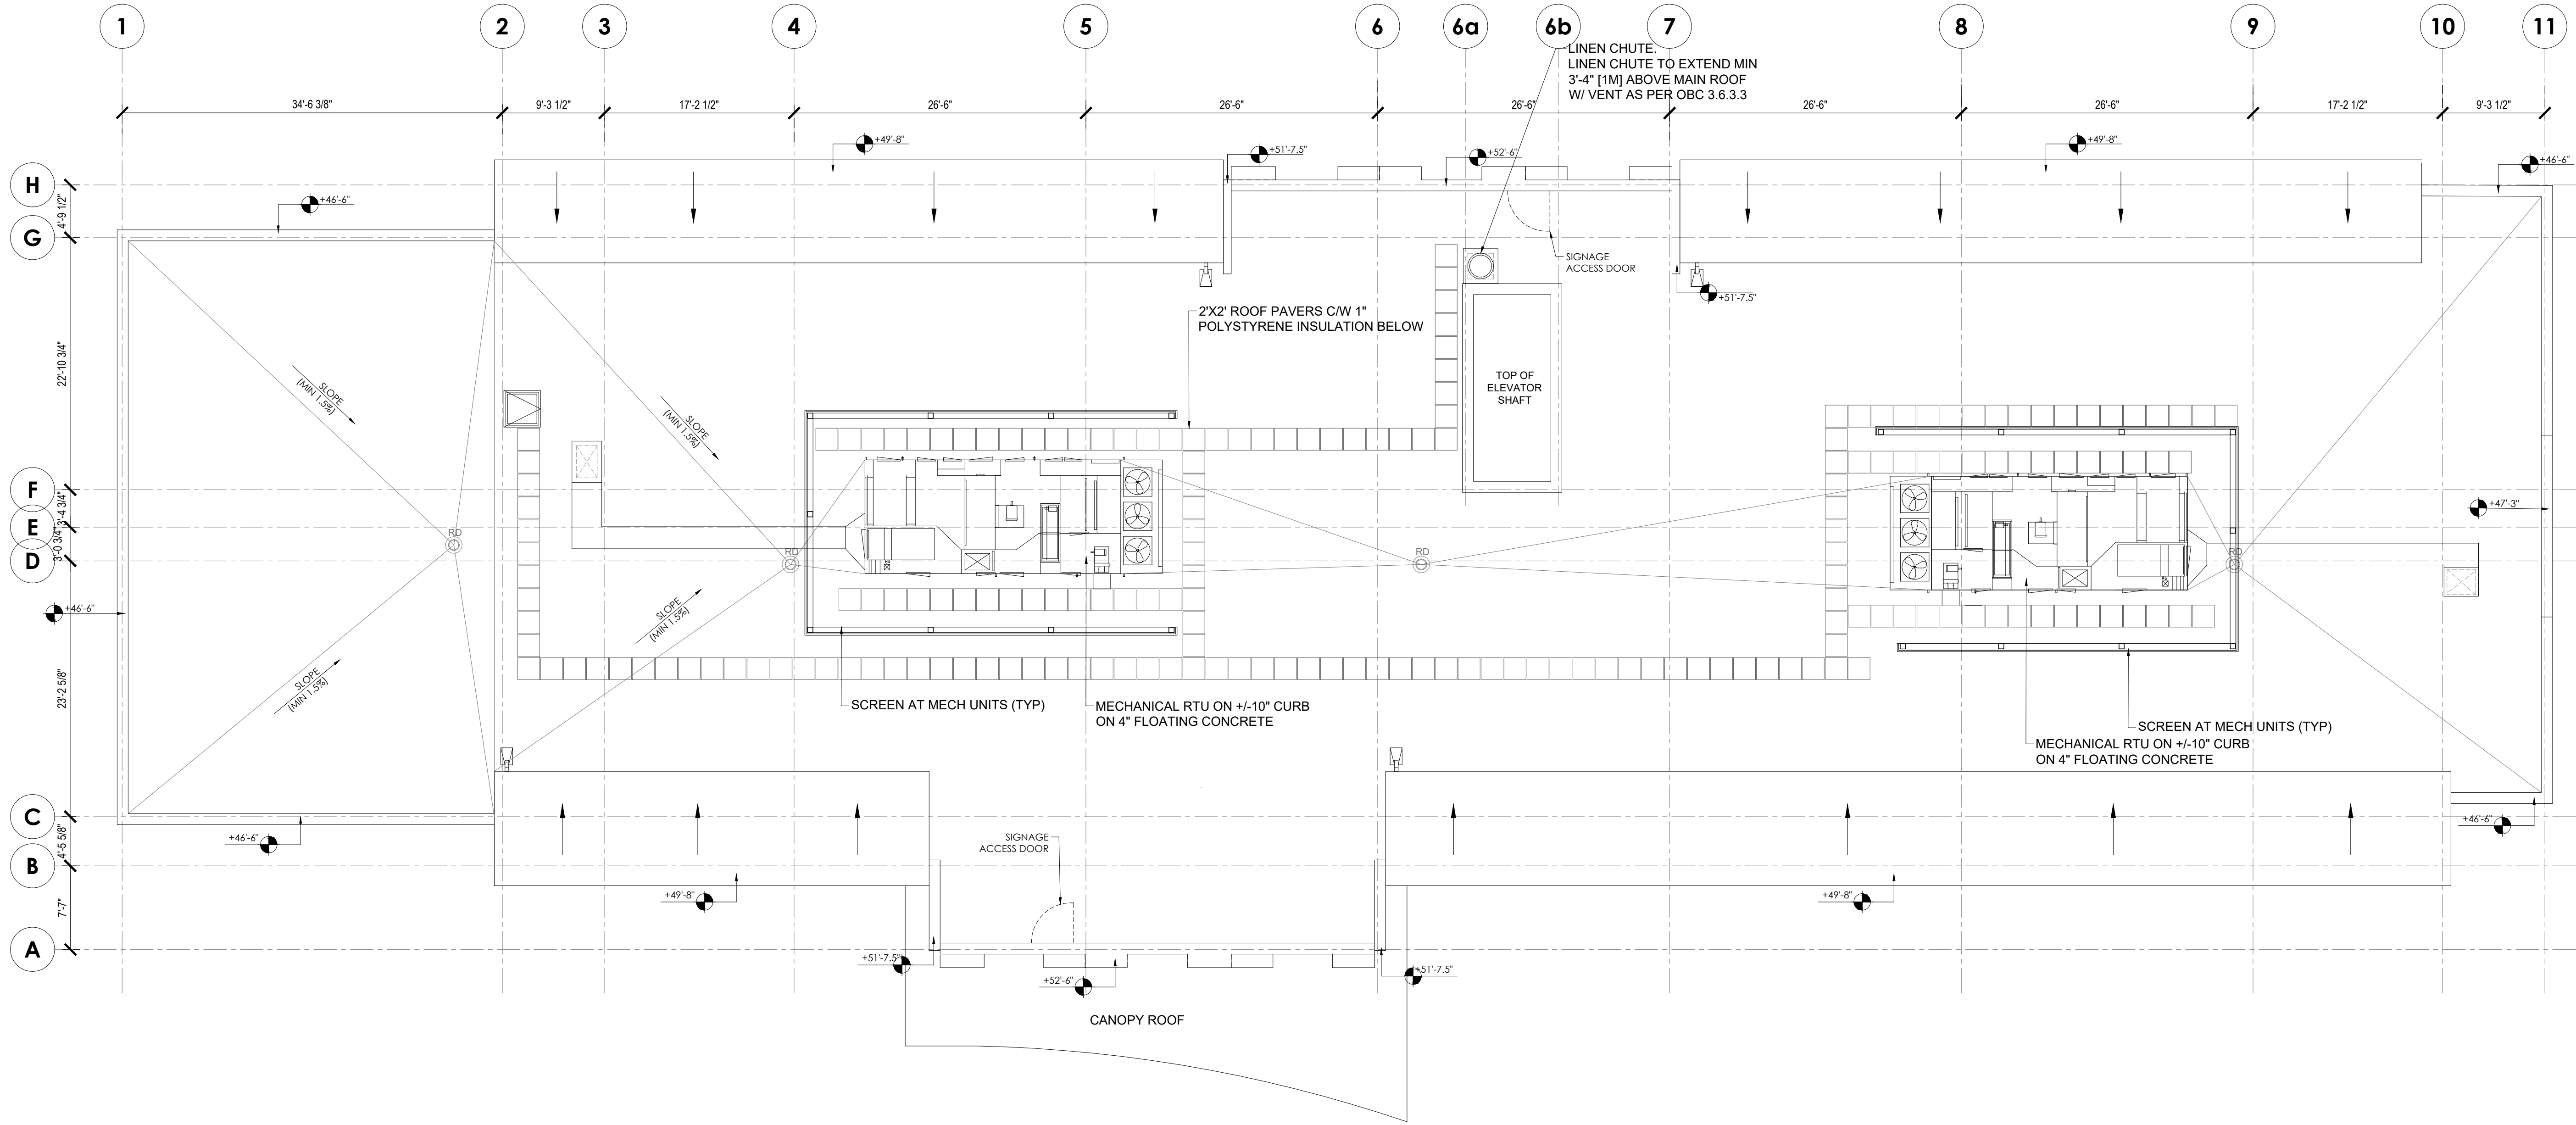 1
2
3
4
5
6
6a
6b
7
8
9
10
11
LINEN CHUTE.
LINEN CHUTE TO EXTEND MIN
3'-4" [1M] ABOVE MAIN ROOF
W/ VENT AS PER OBC 3.6.3.3
34'-6 3/8"
9'-3 1/2"
17'-2 1/2"
26'-6"
26'-6"
26'-6"
26'-6"
26'-6"
17'-2 1/2"
9'-3 1/2"
+49'-8"
+51'-7.5"
+52'-6"
+49'-8"
+46'-6"
H
+46'-6"
4'-9 1/2"
G
SIGNAGE
ACCESS DOOR
+51'-7.5"
2'X2' ROOF PAVERS C/W 1"
POLYSTYRENE INSULATION BELOW
22'-10 3/4"
SLOPE
(MIN 1.5%)
SLOPE
(MIN 1.5%)
TOP OF
ELEVATOR
SHAFT
F
3'-4 3/4"
+47'-3"
E
RD
3'-0 3/4"
D
RD
RD
RD
+46'-6"
SLOPE
(MIN 1.5%)
SLOPE
(MIN 1.5%)
23'-2 5/8"
SCREEN AT MECH UNITS (TYP)
MECHANICAL RTU ON +/-10" CURB
ON 4" FLOATING CONCRETE
SCREEN AT MECH UNITS (TYP)
MECHANICAL RTU ON +/-10" CURB
ON 4" FLOATING CONCRETE
C
+46'-6"
4'-5 5/8"
SIGNAGE
ACCESS DOOR
+46'-6"
B
+49'-8"
+49'-8"
7'-7"
A
+51'-7.5"
+52'-6"
+51'-7.5"
CANOPY ROOF